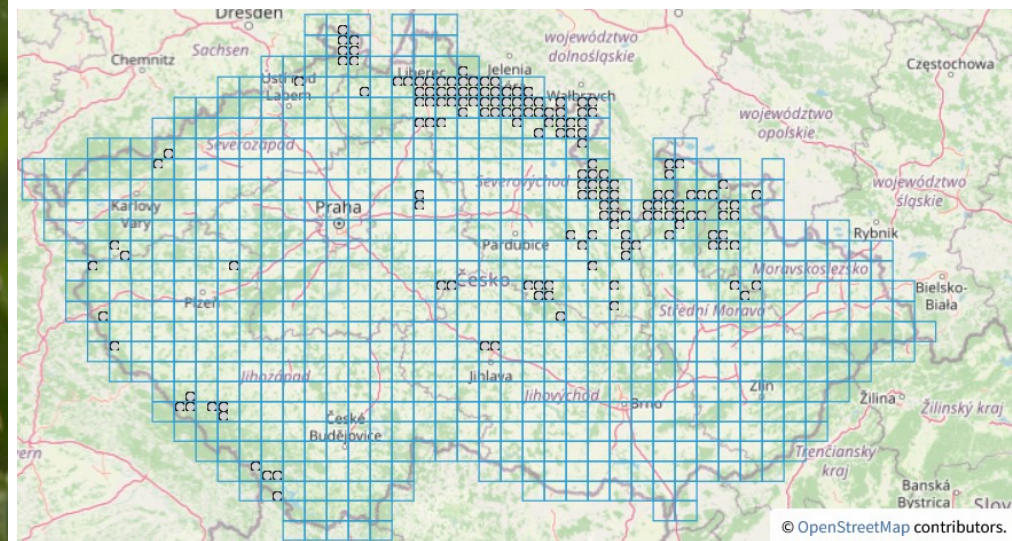 Dresden
Chemnitz
Sachsen
województwo
dolnośląskie
Częstochowa
Liberec
Jelenia
Ústí nad
Labem
Wałbrzych
województwo
opolskie
Severozápad
Karlovy
Vary
Praha
Severovýchod
województwo
śląskie
Pardubice
Rybnik
Česko
Moravskoslezsko
Plzeň
Bielsko-
Biała
Střední Morava
Jihozápad
Jihlava
Jihovýchod
Brno
Zlín
Žilina
Žilinský kraj
České
Budějovice
Trenčiansky
kraj
Banská
Bystrica
© OpenStreetMap contributors.